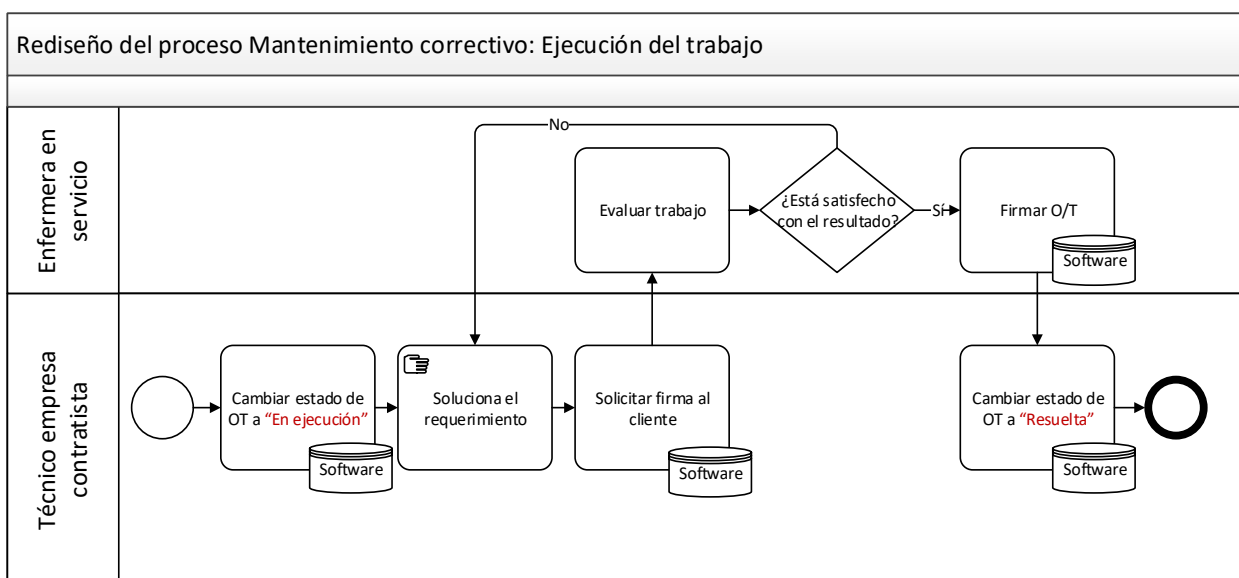 Rediseño del proceso Mantenimiento correctivo: Ejecución del trabajo
Enfermera en
servicio
No
Evaluar trabajo
¿Está satisfecho
con el resultado?
Sí
Firmar O/T
Software
Técnico empresa
contratista
Cambiar estado de
OT a “En ejecución”
Software
Soluciona el
requerimiento
Solicitar firma al
cliente
Software
Cambiar estado de
OT a “Resuelta”
Software